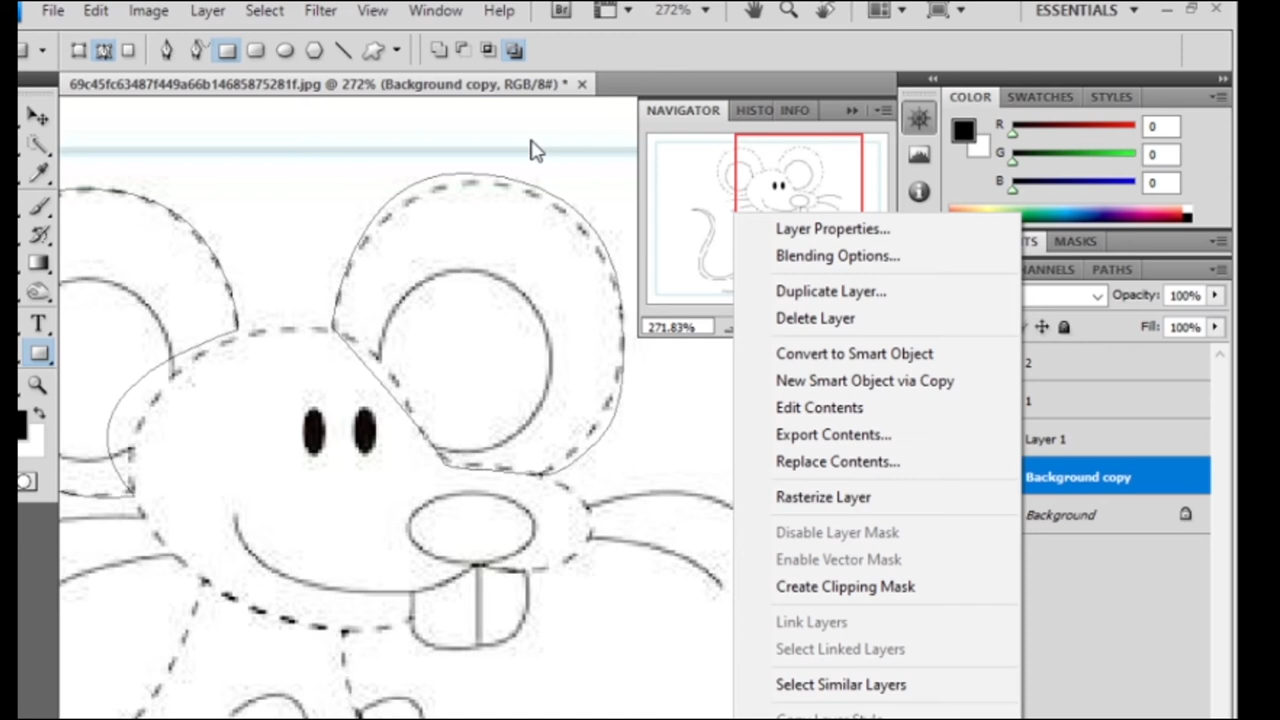 File Edit Image Layer Select Filter View Window Help Br 272% ESSENTIALS
69c45fc63487f449a66b14685875281f.jpg @ 272% (Background copy, RGB/8#) *
NAVIGATOR HISTO INFO
271.83%
COLOR SWATCHES STYLES
R 0
G 0
B 0
TS MASKS
HANNELS PATHS
Opacity: 100%
Fill: 100%
2
1
Layer 1
Background copy
Background
T
Layer Properties...
Blending Options...
Duplicate Layer...
Delete Layer
Convert to Smart Object
New Smart Object via Copy
Edit Contents
Export Contents...
Replace Contents...
Rasterize Layer
Disable Layer Mask
Enable Vector Mask
Create Clipping Mask
Link Layers
Select Linked Layers
Select Similar Layers